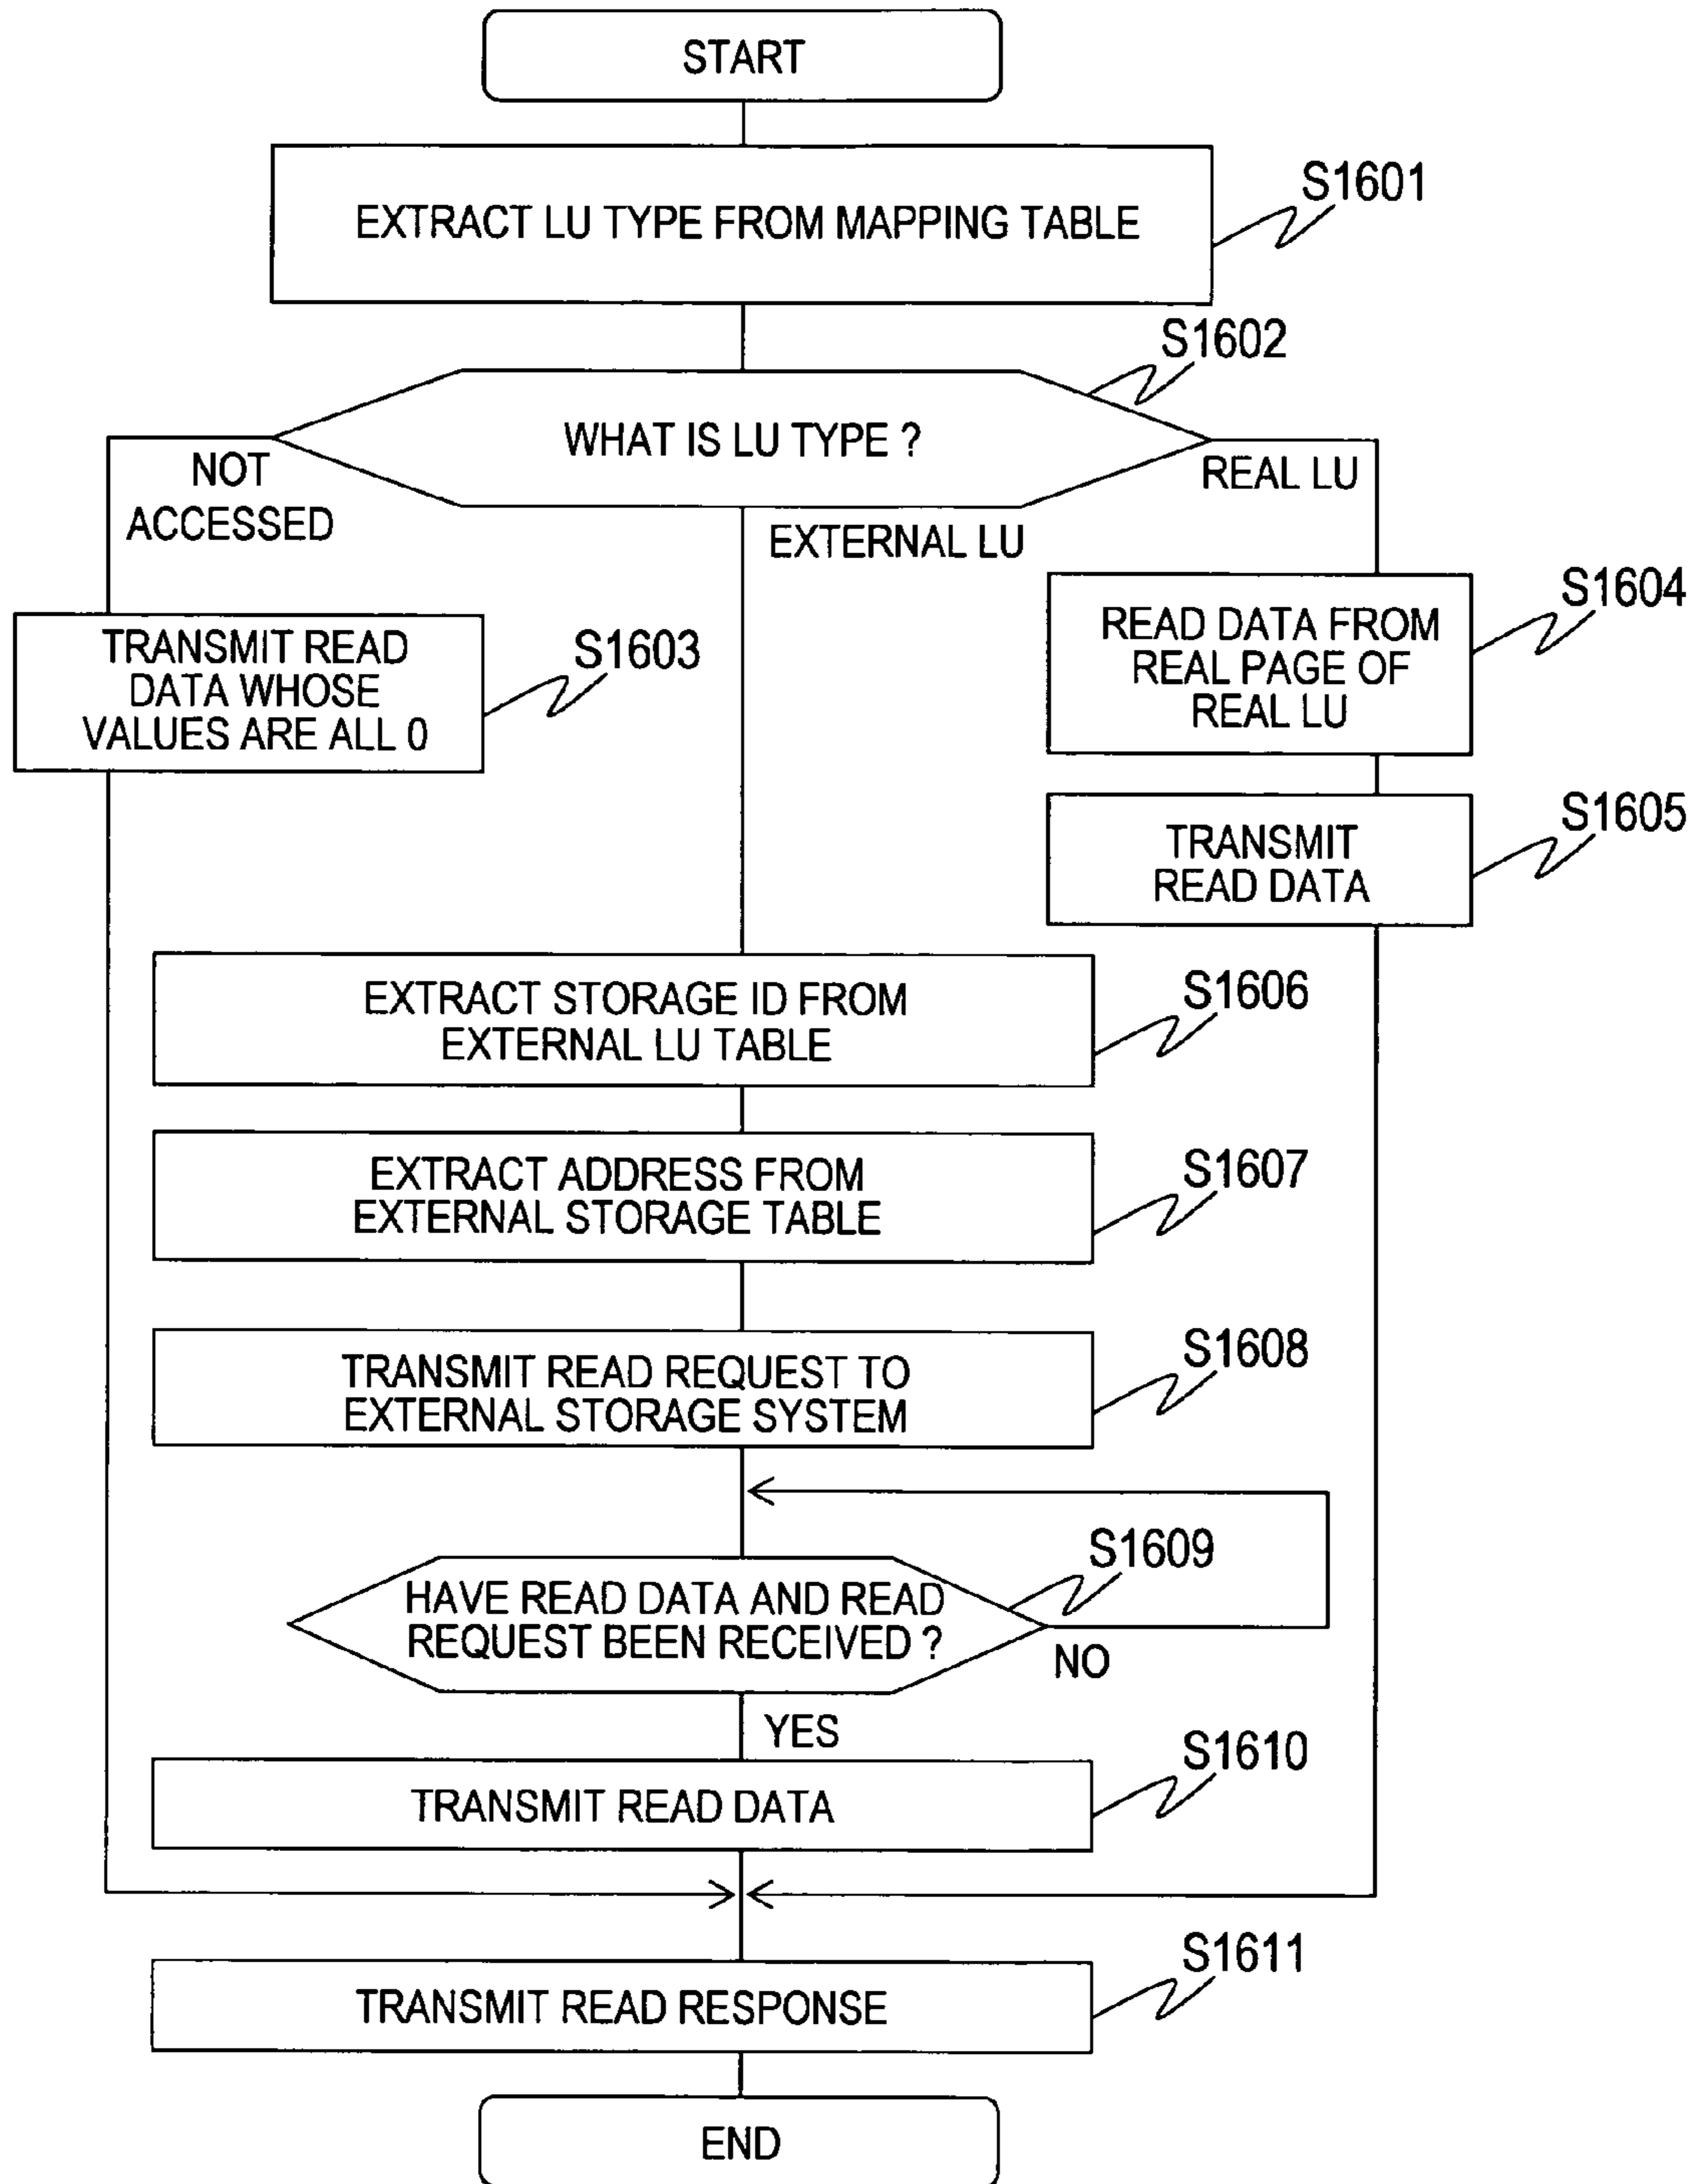 START
EXTRACT LU TYPE FROM MAPPING TABLE
S1601
S1602
WHAT IS LU TYPE ?
NOT
ACCESSED
EXTERNAL LU
REAL LU
TRANSMIT READ
DATA WHOSE
VALUES ARE ALL 0
S1603
READ DATA FROM
REAL PAGE OF
REAL LU
S1604
TRANSMIT
READ DATA
S1605
EXTRACT STORAGE ID FROM
EXTERNAL LU TABLE
S1606
EXTRACT ADDRESS FROM
EXTERNAL STORAGE TABLE
S1607
TRANSMIT READ REQUEST TO
EXTERNAL STORAGE SYSTEM
S1608
S1609
HAVE READ DATA AND READ
REQUEST BEEN RECEIVED ?
NO
YES
TRANSMIT READ DATA
S1610
TRANSMIT READ RESPONSE
S1611
END